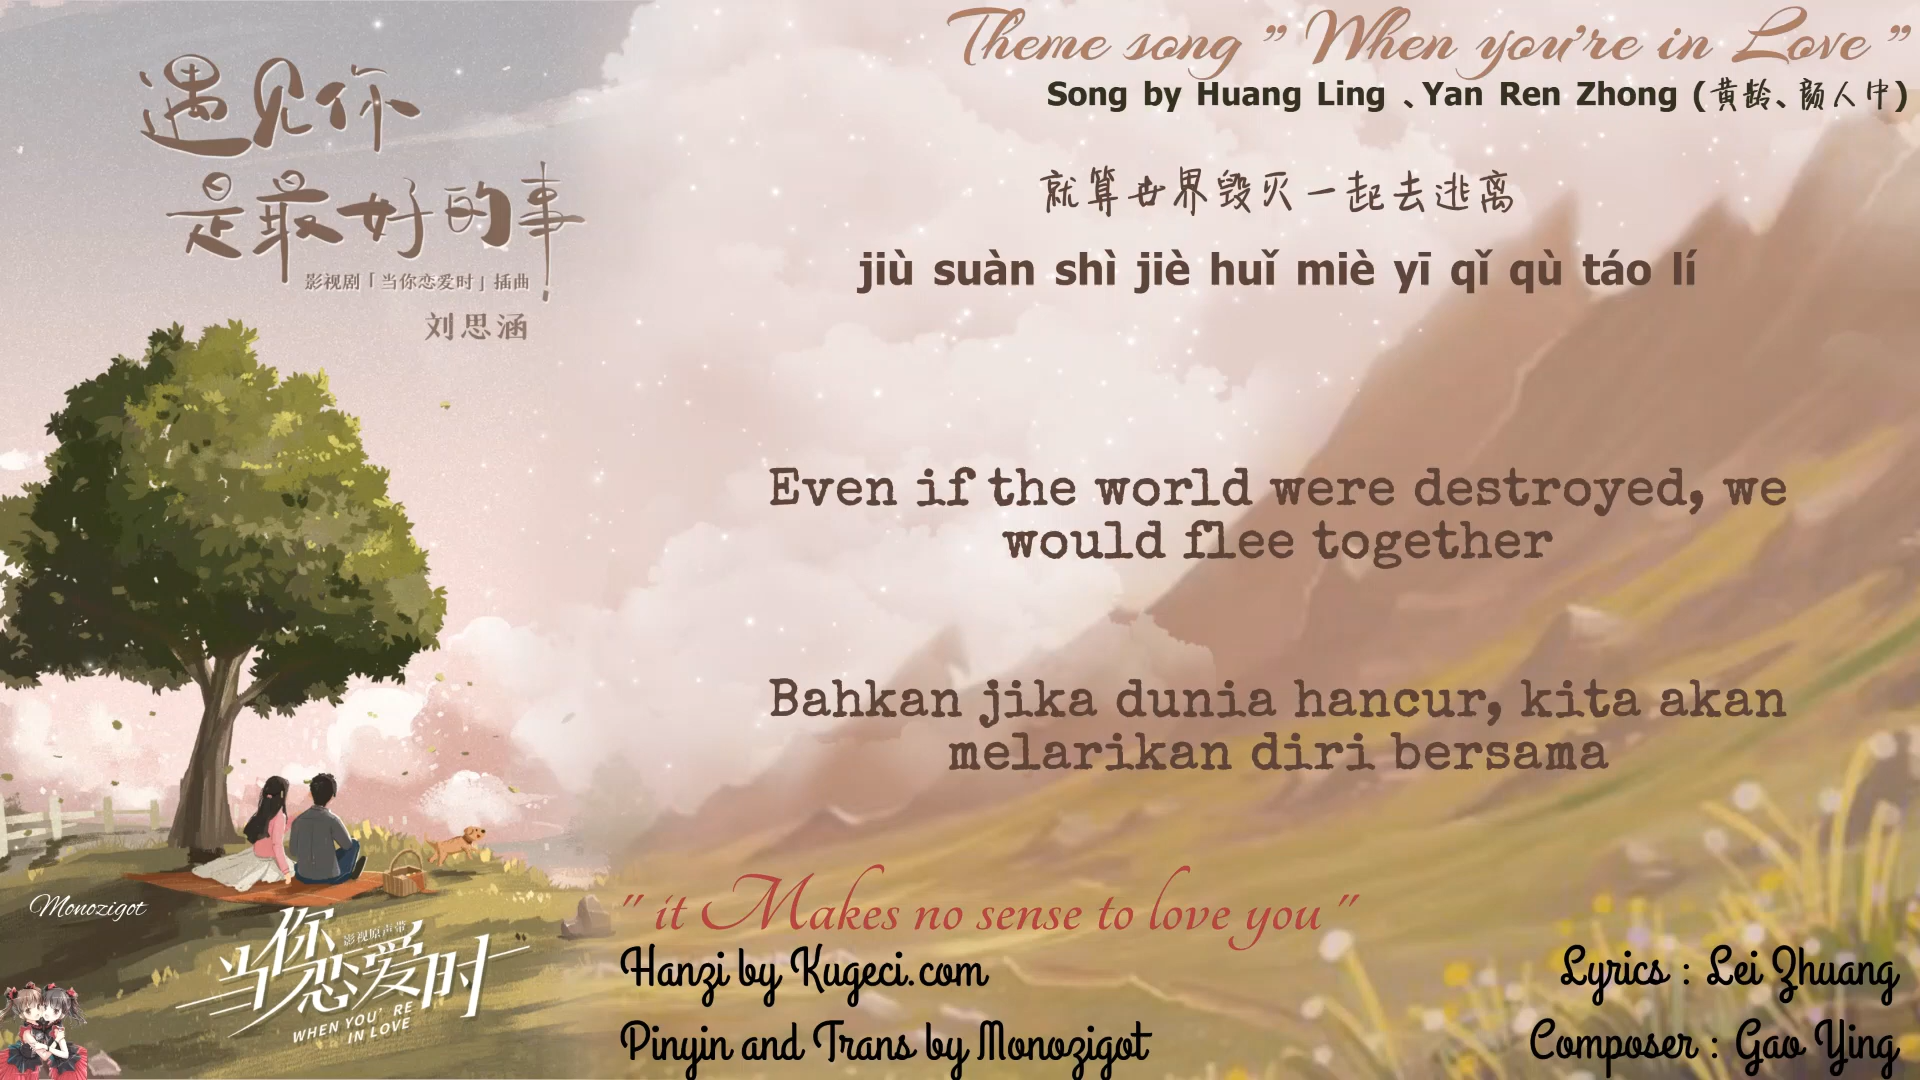 Theme song " When you're in Love "
Song by Huang Ling 、Yan Ren Zhong (黄龄、颜人中)
遇见你
是最好的事
影视剧「当你恋爱时」插曲
刘思涵
就算世界毁灭一起去逃离
jiù suàn shì jiè huǐ miè yī qǐ qù táo lí
Even if the world were destroyed, we
would flee together
Bahkan jika dunia hancur, kita akan
melarikan diri bersama
Monozigot
当你恋爱时
影视原声带
WHEN YOU'RE
IN LOVE
" it Makes no sense to love you "
Hanzi by Kugeci.com
Pinyin and Trans by Monozigot
Lyrics : Lei Zhuang
Composer : Gao Ying